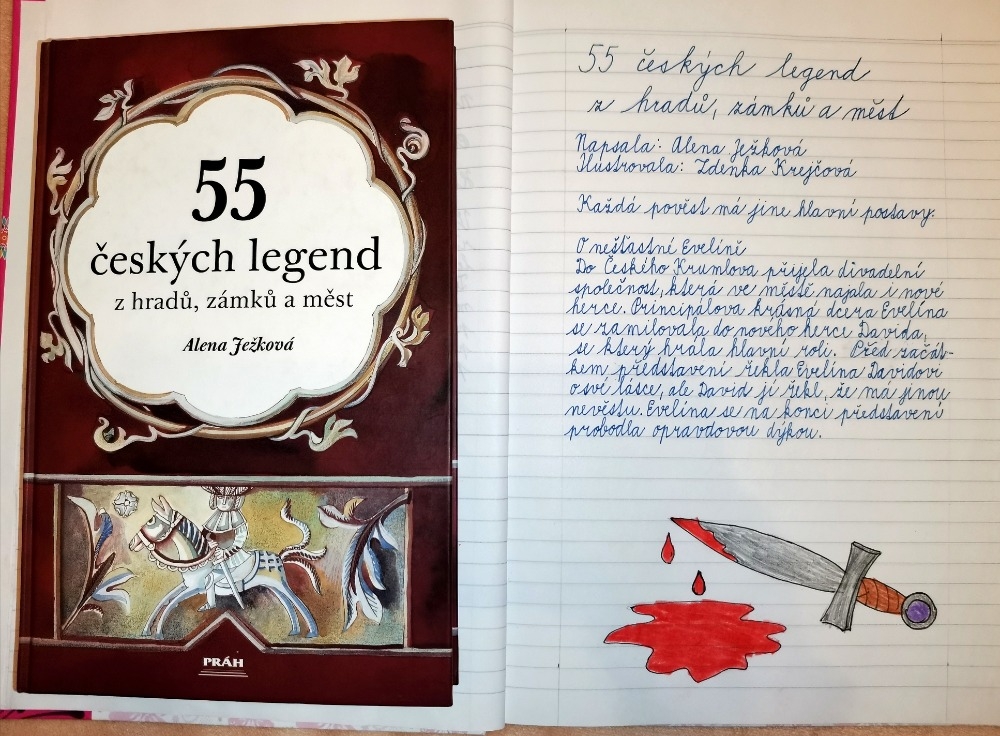 55
českých legend
z hradů, zámků a měst
Alena Ježková
PRÁH
55 českých legend
z hradů, zámků a měst
Napsala: Alena Ježková
Ilustrovala: Zdenka Krejčová
Každá pověst má jine hlavní postavy.
O nešťastné Evelíně
Do Českého Krumlova přijela divadelní
společnost, která ve městě najala i nové
herce. Principálova krásná dcera Evelína
se zamilovala do nového herce Davida,
se který hrála hlavní roli. Před začát-
kem představení řekla Evelína Davidovi
o své lásce, ale David jí řekl, že má jinou
nevěstu. Evelína se na konci představení
probodla opravdovou dýkou.